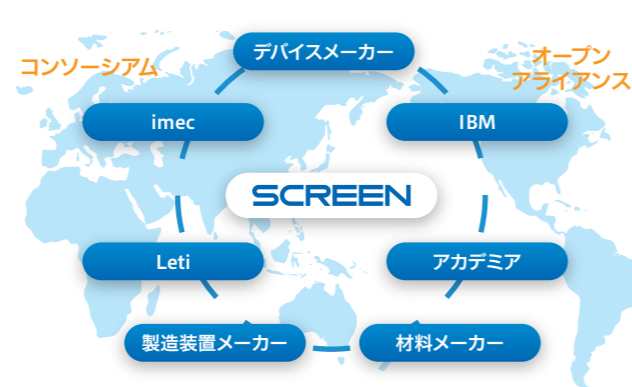 デバイスメーカー
コンソーシアム
オープン
アライアンス
imec
IBM
SCREEN
Leti
アカデミア
製造装置メーカー
材料メーカー